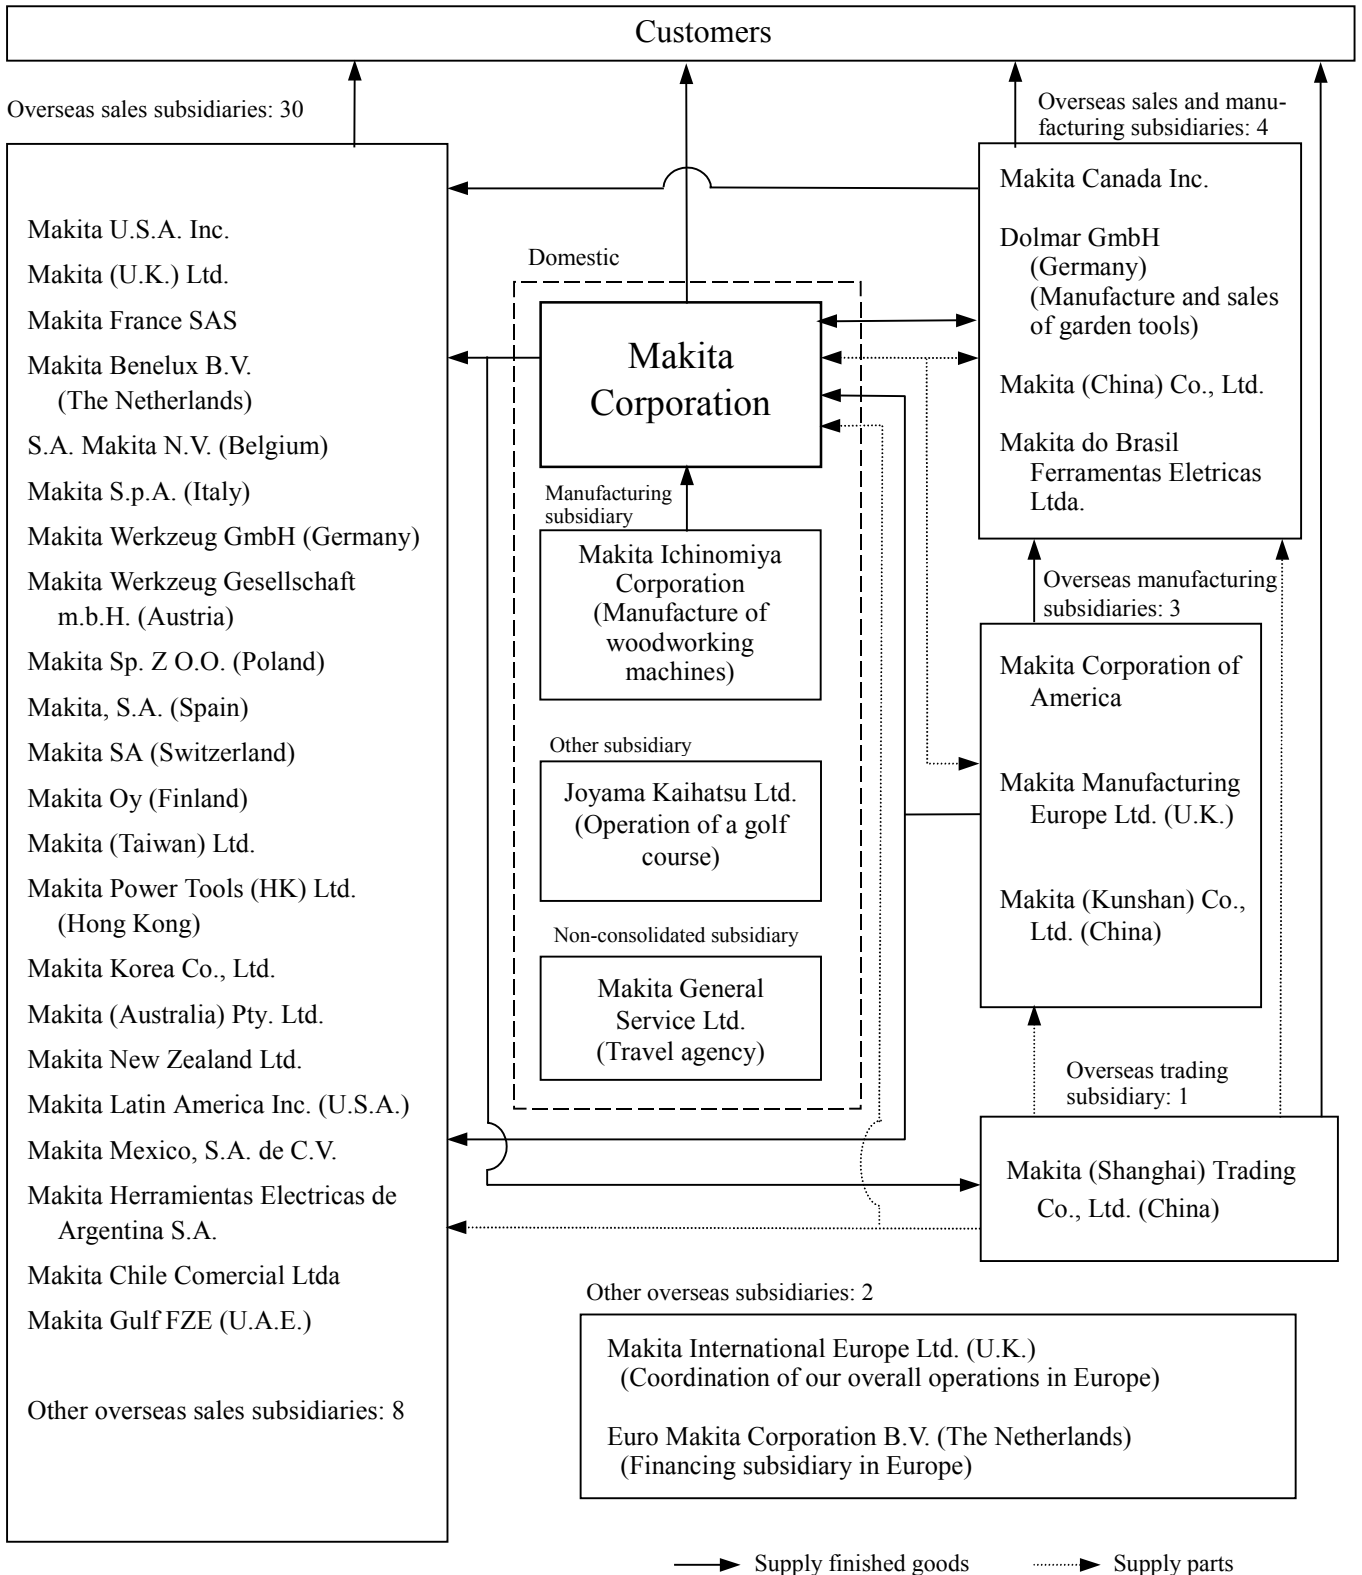 Customers
Overseas sales subsidiaries: 30
Makita U.S.A. Inc.
Makita (U.K.) Ltd.
Makita France SAS
Makita Benelux B.V.
(The Netherlands)
S.A. Makita N.V. (Belgium)
Makita S.p.A. (Italy)
Makita Werkzeug GmbH (Germany)
Makita Werkzeug Gesellschaft
m.b.H. (Austria)
Makita Sp. Z O.O. (Poland)
Makita, S.A. (Spain)
Makita SA (Switzerland)
Makita Oy (Finland)
Makita (Taiwan) Ltd.
Makita Power Tools (HK) Ltd.
(Hong Kong)
Makita Korea Co., Ltd.
Makita (Australia) Pty. Ltd.
Makita New Zealand Ltd.
Makita Latin America Inc. (U.S.A.)
Makita Mexico, S.A. de C.V.
Makita Herramientas Electricas de
Argentina S.A.
Makita Chile Comercial Ltda
Makita Gulf FZE (U.A.E.)
Other overseas sales subsidiaries: 8
Domestic
Makita
Corporation
Manufacturing
subsidiary
Makita Ichinomiya
Corporation
(Manufacture of
woodworking
machines)
Other subsidiary
Joyama Kaihatsu Ltd.
(Operation of a golf
course)
Non-consolidated subsidiary
Makita General
Service Ltd.
(Travel agency)
Overseas sales and manu-
facturing subsidiaries: 4
Makita Canada Inc.
Dolmar GmbH
(Germany)
(Manufacture and sales
of garden tools)
Makita (China) Co., Ltd.
Makita do Brasil
Ferramentas Eletricas
Ltda.
Overseas manufacturing
subsidiaries: 3
Makita Corporation of
America
Makita Manufacturing
Europe Ltd. (U.K.)
Makita (Kunshan) Co.,
Ltd. (China)
Overseas trading
subsidiary: 1
Makita (Shanghai) Trading
Co., Ltd. (China)
Other overseas subsidiaries: 2
Makita International Europe Ltd. (U.K.)
(Coordination of our overall operations in Europe)
Euro Makita Corporation B.V. (The Netherlands)
(Financing subsidiary in Europe)
Supply finished goods
Supply parts